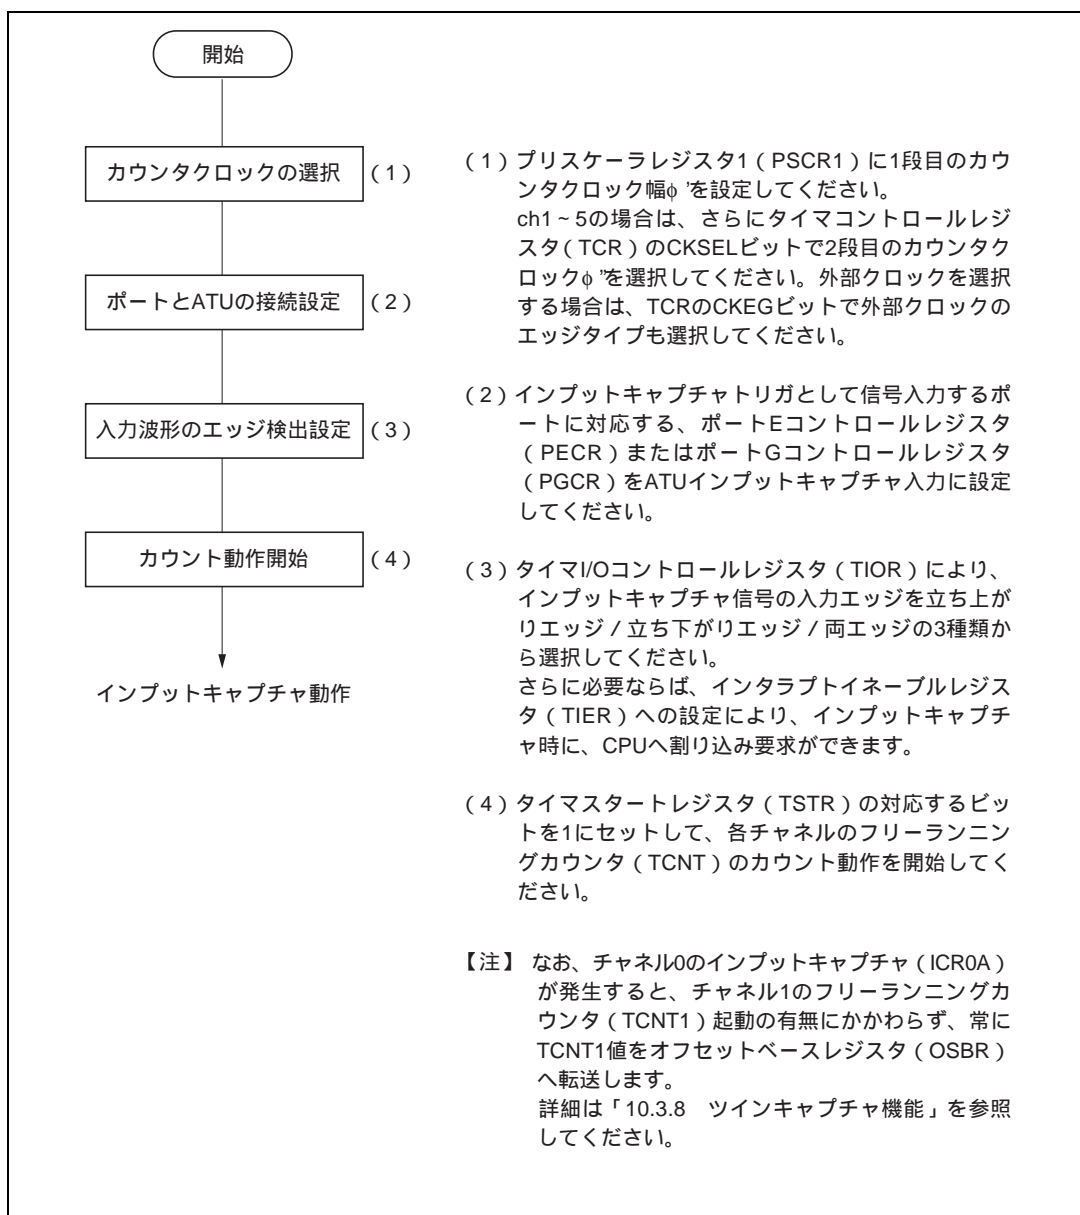 開始
カウンタクロックの選択
(1)
ポートとATUの接続設定
(2)
入力波形のエッジ検出設定
(3)
カウント動作開始
(4)
インプットキャプチャ動作
(1)プリスケーラレジスタ1(PSCR1)に1段目のカウ
ンタクロック幅φ'を設定してください。
ch1~5の場合は、さらにタイマコントロールレジ
スタ(TCR)のCKSELビットで2段目のカウンタク
ロックφ"を選択してください。外部クロックを選択
する場合は、TCRのCKEGビットで外部クロックの
エッジタイプも選択してください。
(2)インプットキャプチャトリガとして信号入力するポ
ートに対応する、ポートEコントロールレジスタ
(PECR)またはポートGコントロールレジスタ
(PGCR)をATUインプットキャプチャ入力に設定
してください。
(3)タイマI/Oコントロールレジスタ(TIOR)により、
インプットキャプチャ信号の入力エッジを立ち上が
りエッジ/立ち下がりエッジ/両エッジの3種類か
ら選択してください。
さらに必要ならば、インタラプトイネーブルレジス
タ(TIER)への設定により、インプットキャプチ
ャ時に、CPUへ割り込み要求ができます。
(4)タイマスタートレジスタ(TSTR)の対応するビッ
トを1にセットして、各チャネルのフリーランニン
グカウンタ(TCNT)のカウント動作を開始してく
ださい。
【注】 なお、チャネル0のインプットキャプチャ(ICR0A)
が発生すると、チャネル1のフリーランニングカ
ウンタ(TCNT1)起動の有無にかかわらず、常に
TCNT1値をオフセットベースレジスタ(OSBR)
へ転送します。
詳細は「10.3.8 ツインキャプチャ機能」を参照
してください。